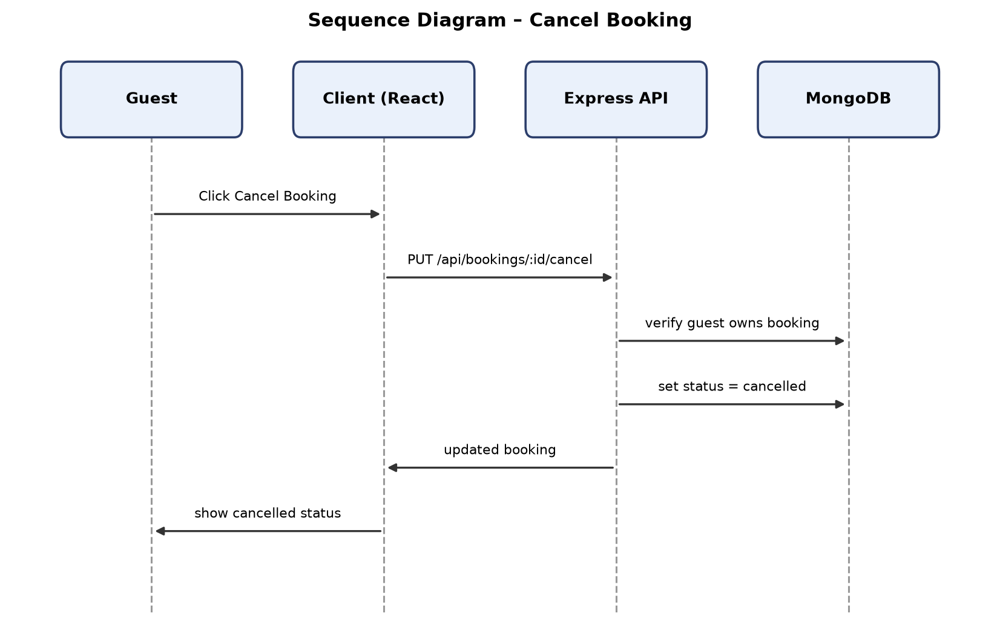 Sequence Diagram – Cancel Booking
Guest
Client (React)
Express API
MongoDB
Click Cancel Booking
PUT /api/bookings/:id/cancel
verify guest owns booking
set status = cancelled
updated booking
show cancelled status